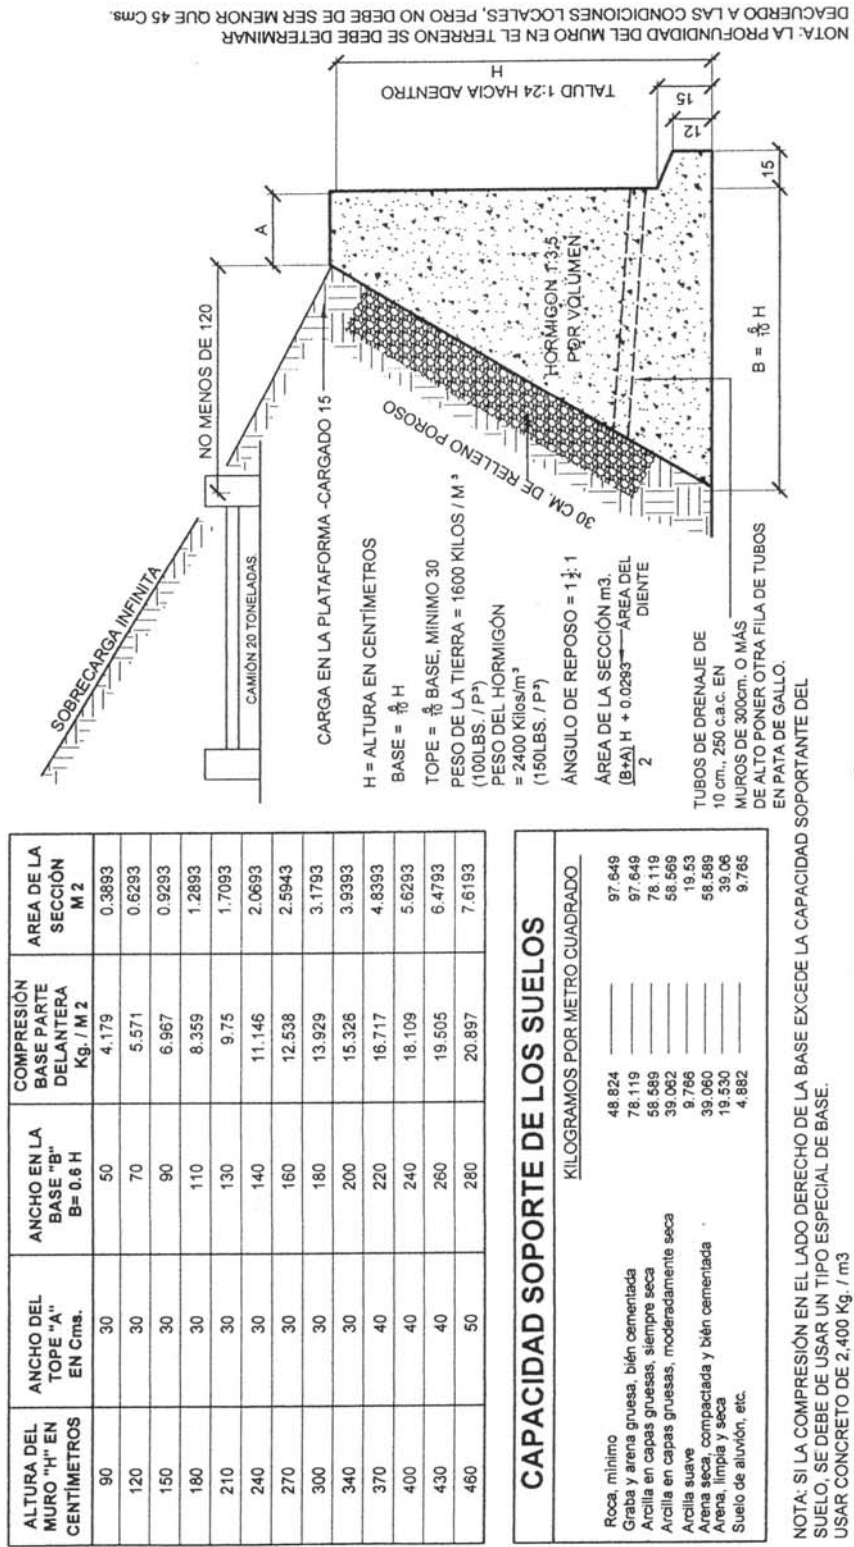 ALTURA DEL
MURO "H" EN
CENTÍMETROS
ANCHO DEL
TOPE "A"
EN Cms.
ANCHO EN LA
BASE "B"
B= 0.6 H
COMPRESIÓN
BASE PARTE
DELANTERA
Kg. / M 2
AREA DE LA
SECCIÓN
M 2
90 30 50 4.179 0.3893
120 30 70 5.571 0.6293
150 30 90 6.967 0.9293
180 30 110 8.359 1.2893
210 30 130 9.75 1.7093
240 30 140 11.146 2.0693
270 30 160 12.538 2.5943
300 30 180 13.929 3.1793
340 30 200 15.326 3.9393
370 40 220 16.717 4.8393
400 40 240 18.109 5.6293
430 40 260 19.505 6.4793
460 50 280 20.897 7.6193
CAPACIDAD SOPORTE DE LOS SUELOS
KILOGRAMOS POR METRO CUADRADO
Roca, minimo 48.824 97.649
Graba y arena gruesa, bién cementada 78.119 97.649
Arcilla en capas gruesas, siempre seca 58.589 78.119
Arcilla en capas gruesas, moderadamente seca 39.062 58.569
Arcilla suave 9.766 19.53
Arena seca, compactada y bién cementada 39.060 58.589
Arena, limpia y seca 19.530 39.06
Suelo de aluvión, etc. 4.882 9.765
NOTA: SI LA COMPRESIÓN EN EL LADO DERECHO DE LA BASE EXCEDE LA CAPACIDAD SOPORTANTE DEL
SUELO, SE DEBE DE USAR UN TIPO ESPECIAL DE BASE.
USAR CONCRETO DE 2,400 Kg. / m3
SOBRECARGA INFINITA
CAMIÓN 20 TONELADAS.
NO MENOS DE 120
A
CARGA EN LA PLATAFORMA -CARGADO 15
H = ALTURA EN CENTÍMETROS
BASE = 6/10 H
TOPE = 6/10 BASE, MINIMO 30
PESO DE LA TIERRA = 1600 KILOS / M ³
(100LBS. / P³)
PESO DEL HORMIGÓN
= 2400 Kilos/m ³
(150LBS. / P³)
ÁNGULO DE REPOSO = 1 1/2: 1
ÁREA DE LA SECCIÓN m3.
(B+A) H + 0.0293 ÁREA DEL
2 DIENTE
30 CM. DE RELLENO POROSO
HORMIGON 1:3:5
POR VOLUMEN
TUBOS DE DRENAJE DE
10 cm., 250 c.a.c. EN
MUROS DE 300cm. O MÁS
DE ALTO PONER OTRA FILA DE TUBOS
EN PATA DE GALLO.
B = 6/10 H
15
12
15
H
TALUD 1:24 HACIA ADENTRO
NOTA: LA PROFUNDIDAD DEL MURO EN EL TERRENO SE DEBE DETERMINAR
DEACUERDO A LAS CONDICIONES LOCALES, PERO NO DEBE DE SER MENOR QUE 45 Cms.